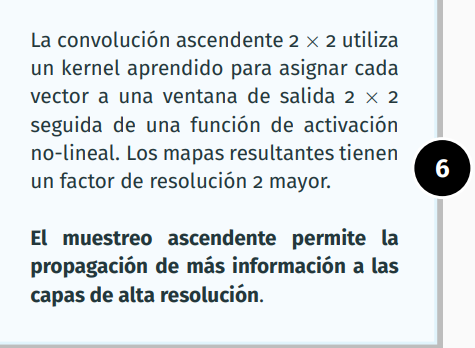 La convolución ascendente 2 × 2 utiliza
un kernel aprendido para asignar cada
vector a una ventana de salida 2 × 2
seguida de una función de activación
no-lineal. Los mapas resultantes tienen
un factor de resolución 2 mayor.
6
El muestreo ascendente permite la
propagación de más información a las
capas de alta resolución.